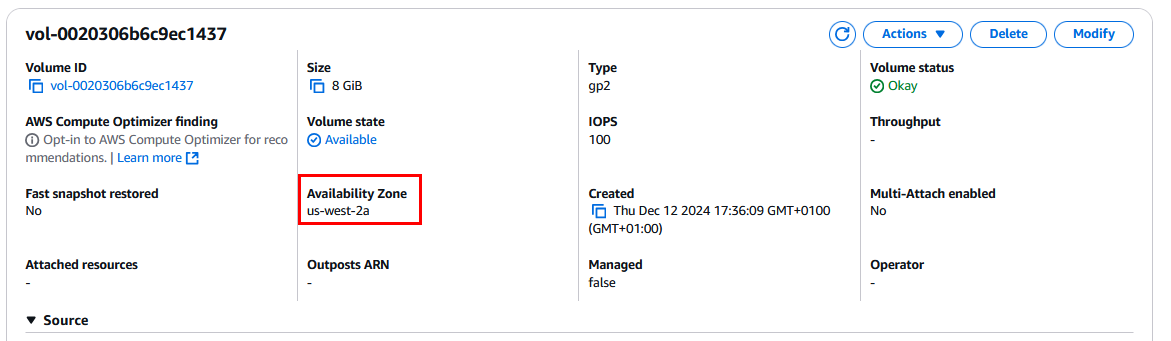 vol-0020306b6c9ec1437
Actions
Delete
Modify
Volume ID
vol-0020306b6c9ec1437
Size
8 GiB
Type
gp2
Volume status
Okay
AWS Compute Optimizer finding
Opt-in to AWS Compute Optimizer for reco
mmendations. | Learn more
Volume state
Available
IOPS
100
Throughput
-
Fast snapshot restored
No
Availability Zone
us-west-2a
Created
Thu Dec 12 2024 17:36:09 GMT+0100
(GMT+01:00)
Multi-Attach enabled
No
Attached resources
-
Outposts ARN
-
Managed
false
Operator
-
Source